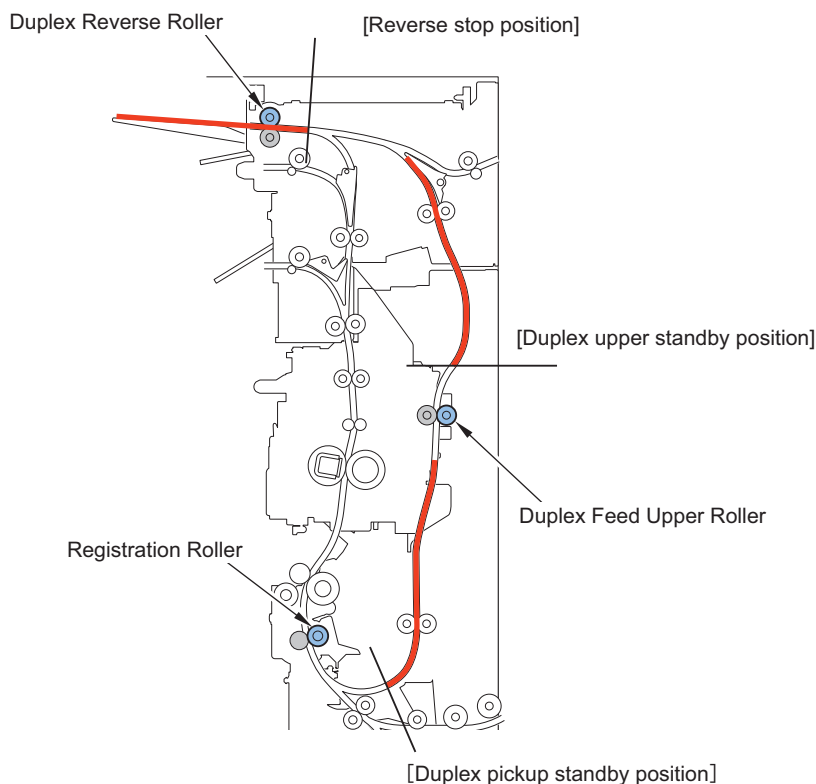 Duplex Reverse Roller
[Reverse stop position]
[Duplex upper standby position]
Duplex Feed Upper Roller
Registration Roller
[Duplex pickup standby position]